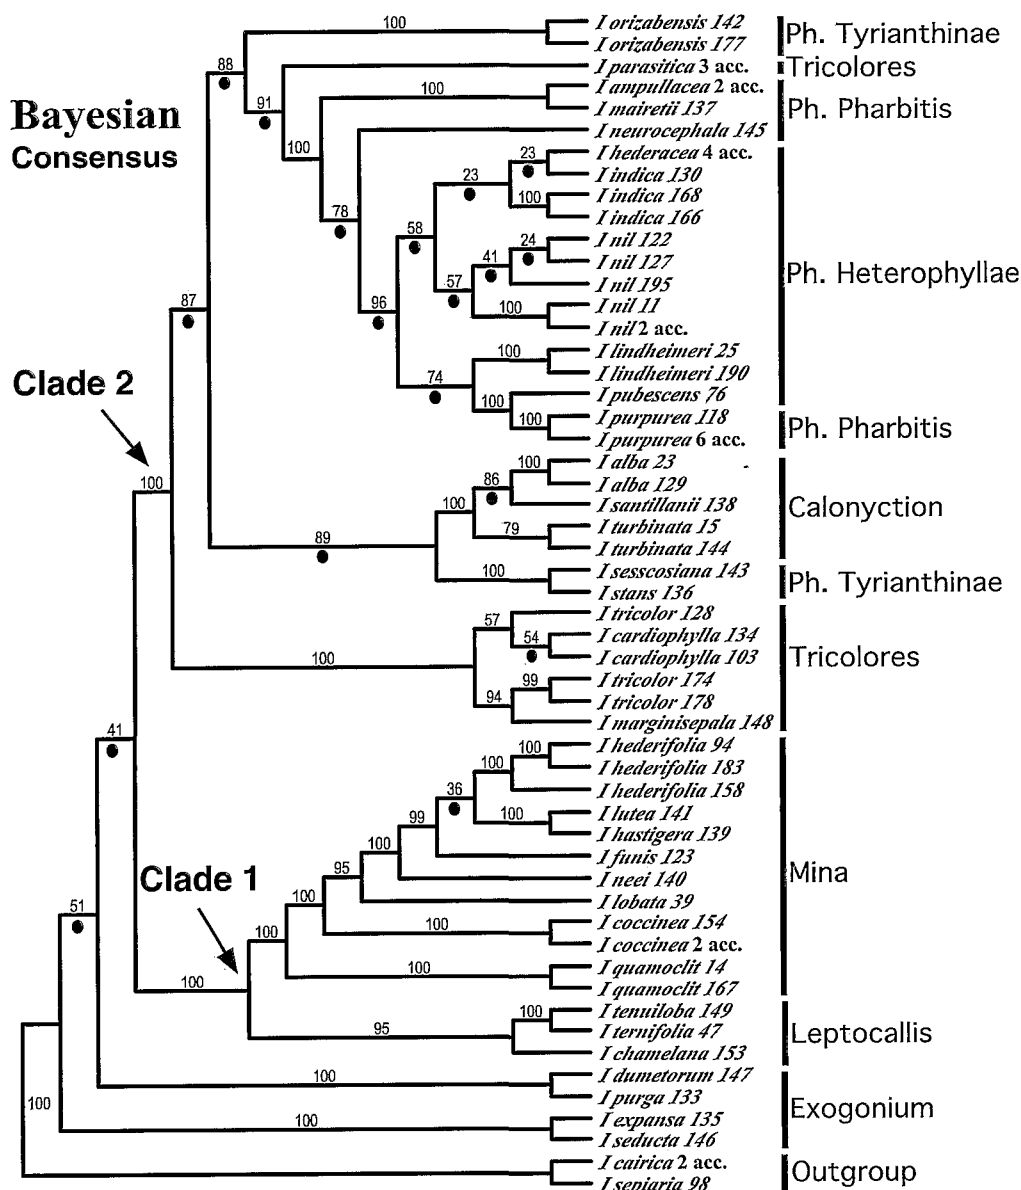 100
I orizabensis 142
I orizabensis 177
Ph. Tyrianthinae
88
I parasitica 3 acc.
Tricolores
91
100
I ampullacea 2 acc.
I mairetii 137
Ph. Pharbitis
Bayesian
Consensus
100
I neurocephala 145
78
23
23
I hederacea 4 acc.
I indica 130
100
I indica 168
I indica 166
58
24
I nil 122
41
I nil 127
57
I nil 195
Ph. Heterophyllae
96
100
I nil 11
I nil 2 acc.
87
100
I lindheimeri 25
I lindheimeri 190
74
100
I pubescens 76
100
I purpurea 118
I purpurea 6 acc.
Ph. Pharbitis
Clade 2
100
100
I alba 23
86
I alba 129
100
I santillanii 138
Calonyction
79
I turbinata 15
I turbinata 144
89
100
I sesscosiana 143
I stans 136
Ph. Tyrianthinae
57
I tricolor 128
54
I cardiophylla 134
I cardiophylla 103
Tricolores
100
99
I tricolor 174
94
I tricolor 178
I marginisepala 148
41
100
I hederifolia 94
100
I hederifolia 183
36
I hederifolia 158
99
100
I lutea 141
I hastigera 139
100
I funis 123
95
I neei 140
Mina
Clade 1
100
I lobata 39
100
100
I coccinea 154
I coccinea 2 acc.
51
100
I quamoclit 14
I quamoclit 167
100
100
I tenuiloba 149
95
I ternifolia 47
I chamelana 153
Leptocallis
100
I dumetorum 147
I purga 133
Exogonium
100
100
I expansa 135
I seducta 146
I cairica 2 acc.
I sepiaria 98
Outgroup